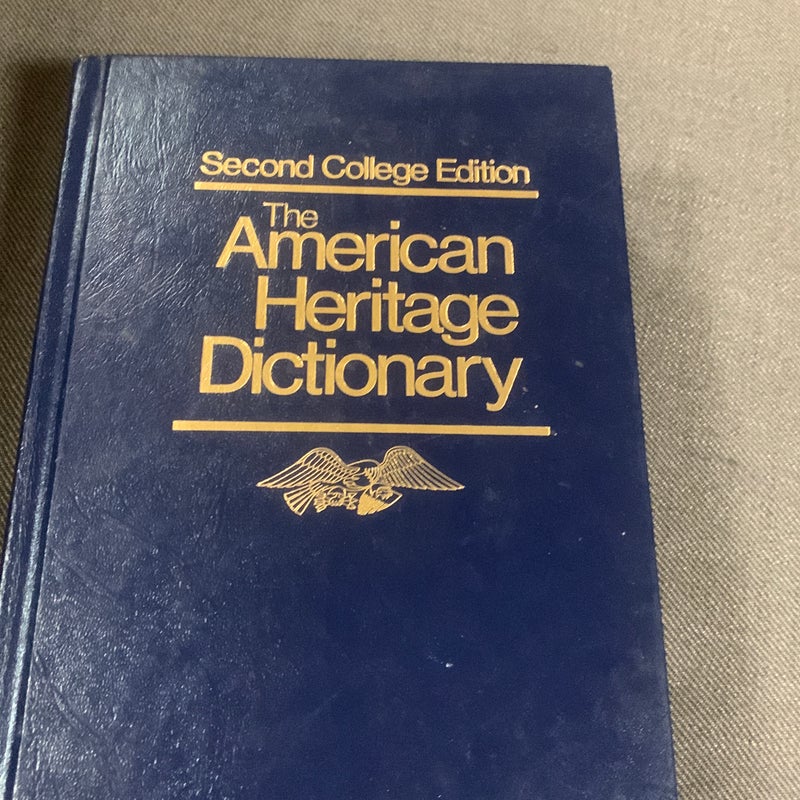 Second College Edition
The
American
Heritage
Dictionary